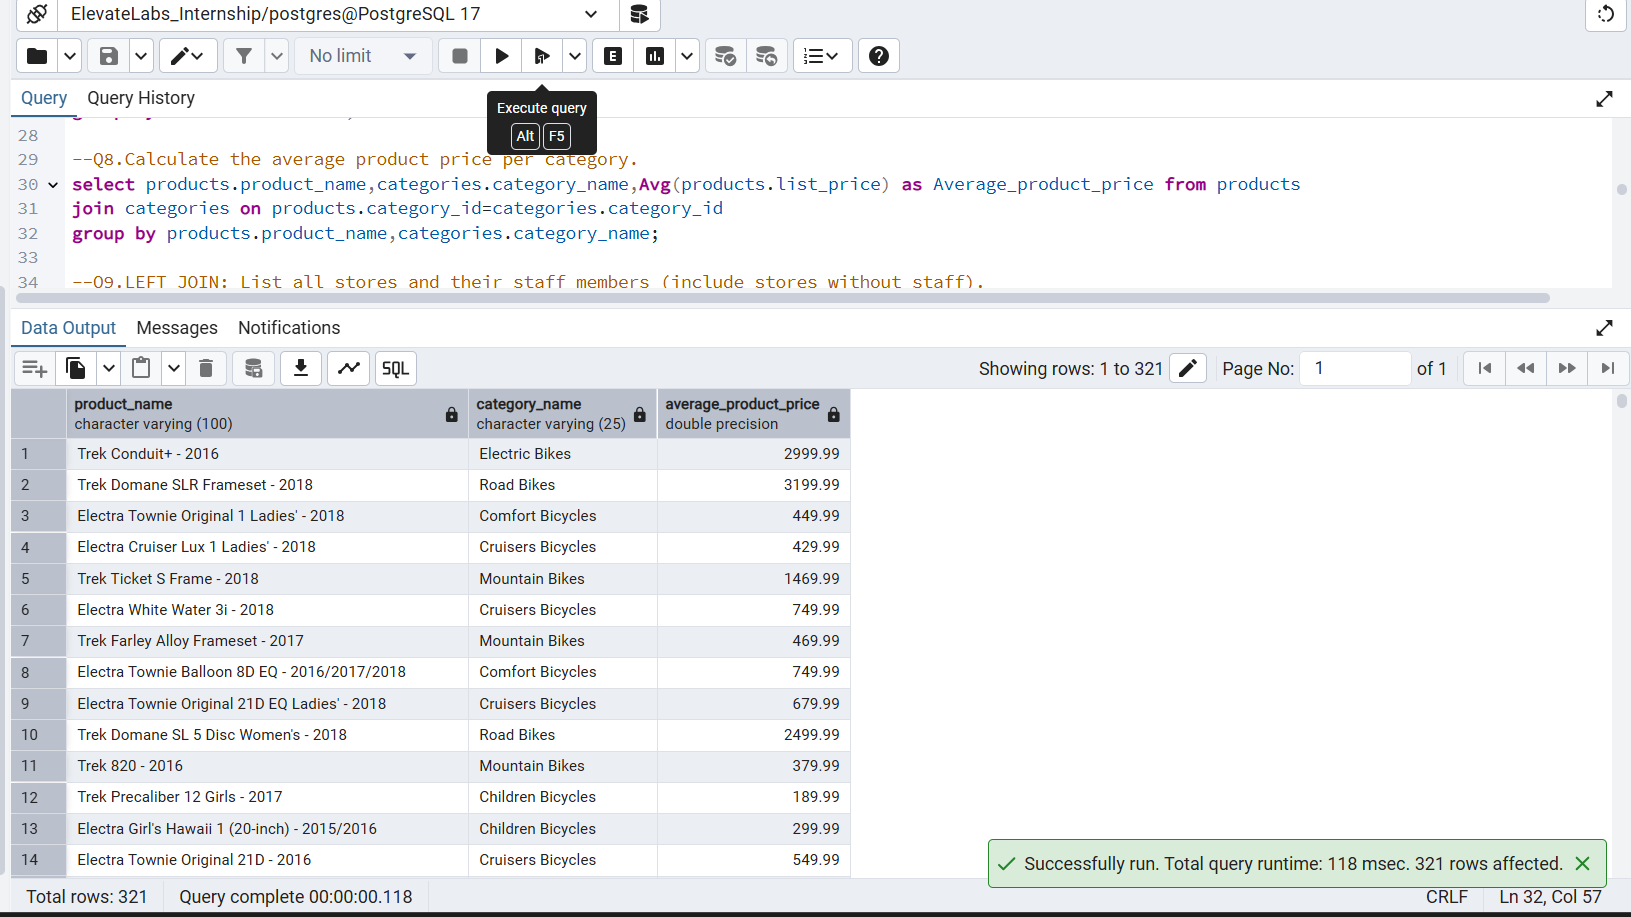 ElevateLabs_Internship/postgres@PostgreSQL 17
No limit
E
Query Query History
Execute query
Alt F5
28
29 --Q8.Calculate the average product price per category.
30 select products.product_name,categories.category_name,Avg(products.list_price) as Average_product_price from products
31 join categories on products.category_id=categories.category_id
32 group by products.product_name,categories.category_name;
33
34 --Q9.LEFT JOIN: List all stores and their staff members (include stores without staff).
Data Output Messages Notifications
SQL Showing rows: 1 to 321 Page No: 1 of 1
product_name category_name average_product_price
character varying (100) character varying (25) double precision
1 Trek Conduit+ - 2016 Electric Bikes 2999.99
2 Trek Domane SLR Frameset - 2018 Road Bikes 3199.99
3 Electra Townie Original 1 Ladies' - 2018 Comfort Bicycles 449.99
4 Electra Cruiser Lux 1 Ladies' - 2018 Cruisers Bicycles 429.99
5 Trek Ticket S Frame - 2018 Mountain Bikes 1469.99
6 Electra White Water 3i - 2018 Cruisers Bicycles 749.99
7 Trek Farley Alloy Frameset - 2017 Mountain Bikes 469.99
8 Electra Townie Balloon 8D EQ - 2016/2017/2018 Comfort Bicycles 749.99
9 Electra Townie Original 21D EQ Ladies' - 2018 Cruisers Bicycles 679.99
10 Trek Domane SL 5 Disc Women's - 2018 Road Bikes 2499.99
11 Trek 820 - 2016 Mountain Bikes 379.99
12 Trek Precaliber 12 Girls - 2017 Children Bicycles 189.99
13 Electra Girl's Hawaii 1 (20-inch) - 2015/2016 Children Bicycles 299.99
14 Electra Townie Original 21D - 2016 Cruisers Bicycles 549.99
Successfully run. Total query runtime: 118 msec. 321 rows affected.
Total rows: 321 Query complete 00:00:00.118 CRLF Ln 32, Col 57